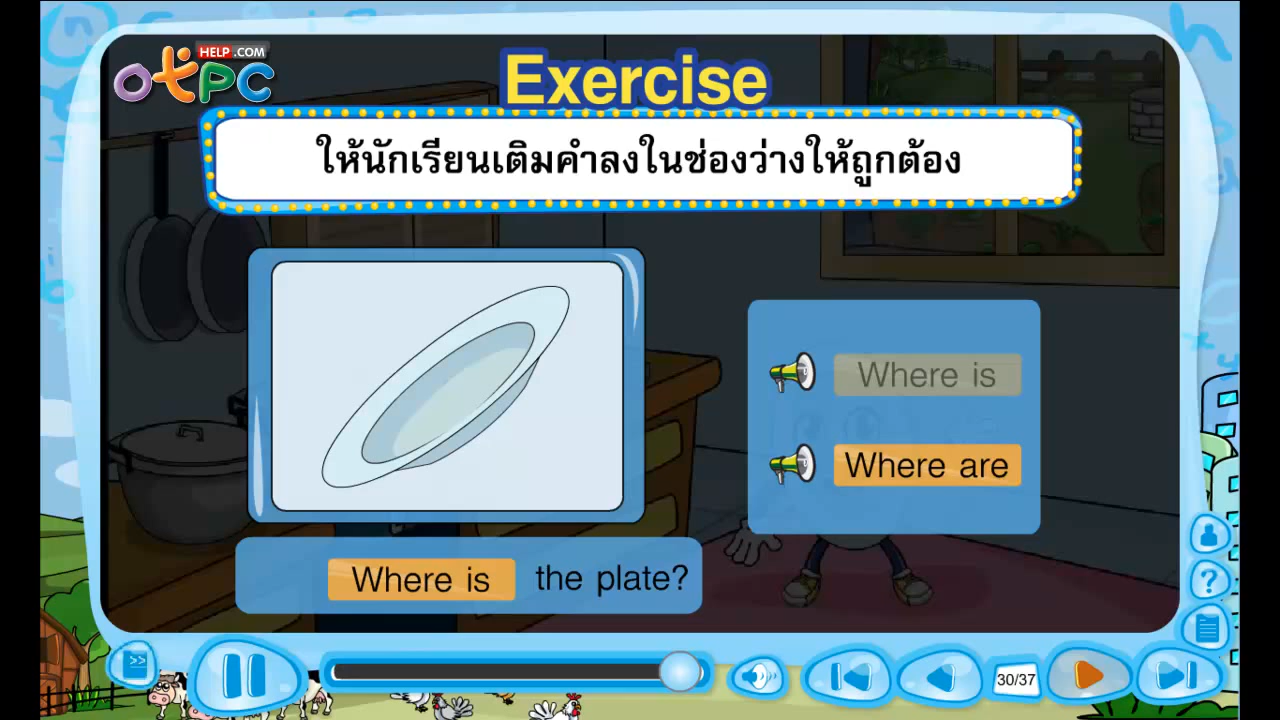 HELP .COM
OTPC
Exercise
ให้นักเรียนเติมคำลงในช่องว่างให้ถูกต้อง
Where is
Where are
Where is the plate?
?
>>
30/37